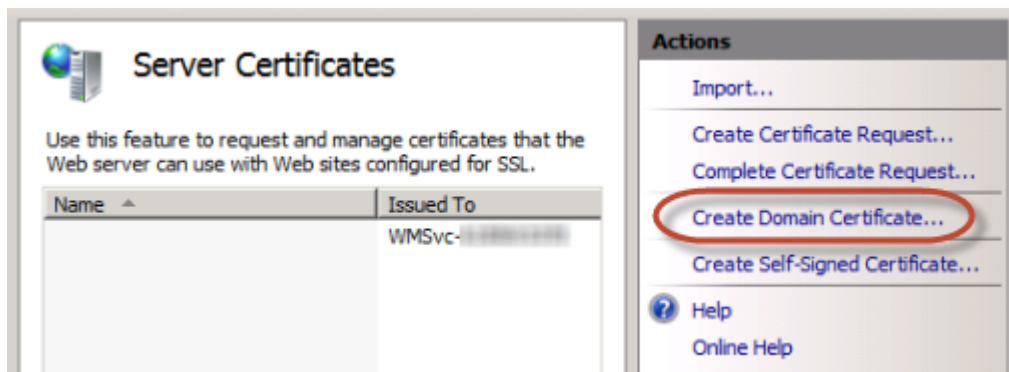 Server Certificates
Use this feature to request and manage certificates that the
Web server can use with Web sites configured for SSL.
Name Issued To
WMSvc-
Actions
Import...
Create Certificate Request...
Complete Certificate Request...
Create Domain Certificate...
Create Self-Signed Certificate...
Help
Online Help